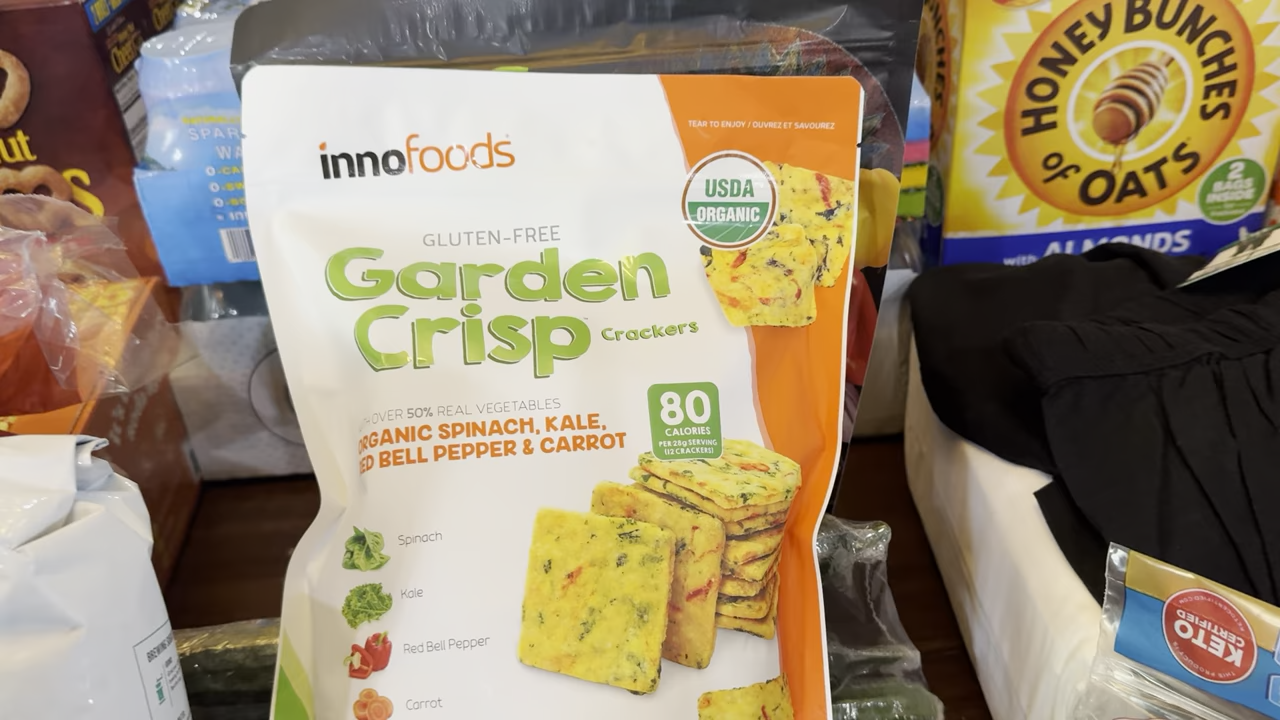 innofoods
TEAR TO ENJOY / OUVREZ ET SAVOUREZ
USDA
ORGANIC
GLUTEN-FREE
Garden
Crisp
Crackers
OVER 50% REAL VEGETABLES
ORGANIC SPINACH, KALE,
RED BELL PEPPER & CARROT
80
CALORIES
PER 28g SERVING
(12 CRACKERS)
Spinach
Kale
Red Bell Pepper
Carrot
HONEY BUNCHES
of OATS
2
BAGS
INSIDE
with ALMONDS
KETO
CERTIFIED